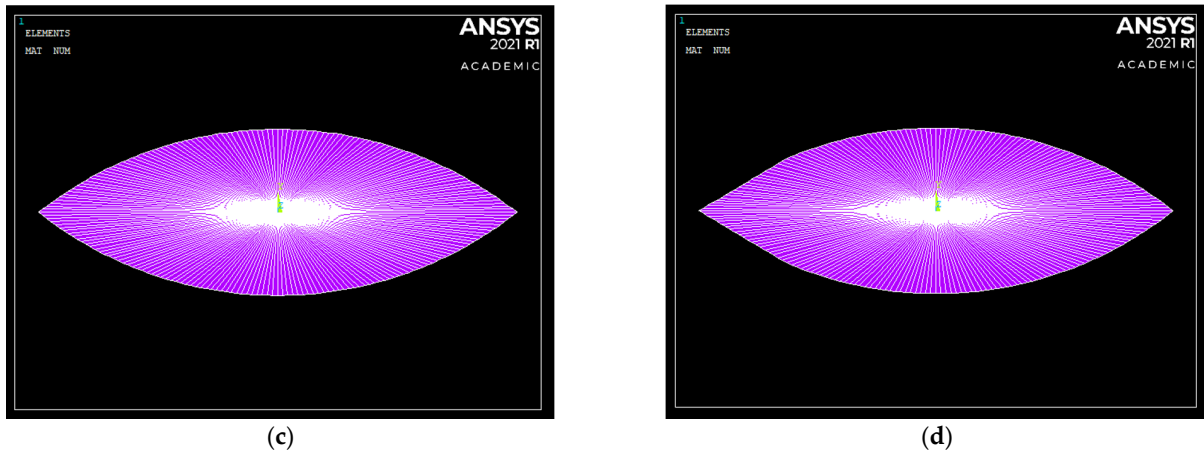 1
ELEMENTS
MAT NUM
ANSYS
2021 R1
ACADEMIC
(c)
1
ELEMENTS
MAT NUM
ANSYS
2021 R1
ACADEMIC
(d)